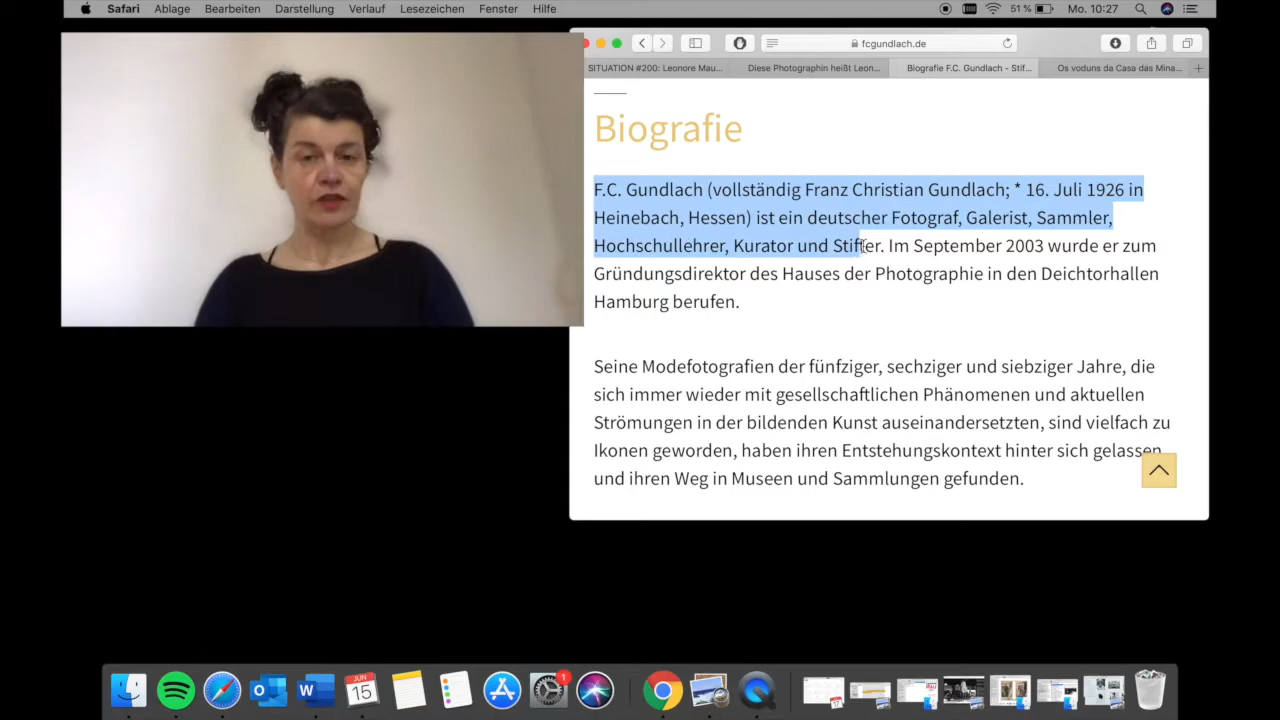 Safari Ablage Bearbeiten Darstellung Verlauf Lesezeichen Fenster Hilfe 51 % Mo. 10:27
fcgundlach.de
SITUATION #200: Leonore Mau... Diese Photographin heißt Leon... Biografie F.C. Gundlach - Stif... Os voduns da Casa das Mina...
Biografie
F.C. Gundlach (vollständig Franz Christian Gundlach; * 16. Juli 1926 in
Heinebach, Hessen) ist ein deutscher Fotograf, Galerist, Sammler,
Hochschullehrer, Kurator und Stifter. Im September 2003 wurde er zum
Gründungsdirektor des Hauses der Photographie in den Deichtorhallen
Hamburg berufen.
Seine Modefotografien der fünfziger, sechziger und siebziger Jahre, die
sich immer wieder mit gesellschaftlichen Phänomenen und aktuellen
Strömungen in der bildenden Kunst auseinandersetzten, sind vielfach zu
Ikonen geworden, haben ihren Entstehungskontext hinter sich gelassen
und ihren Weg in Museen und Sammlungen gefunden.
JUN
15
1